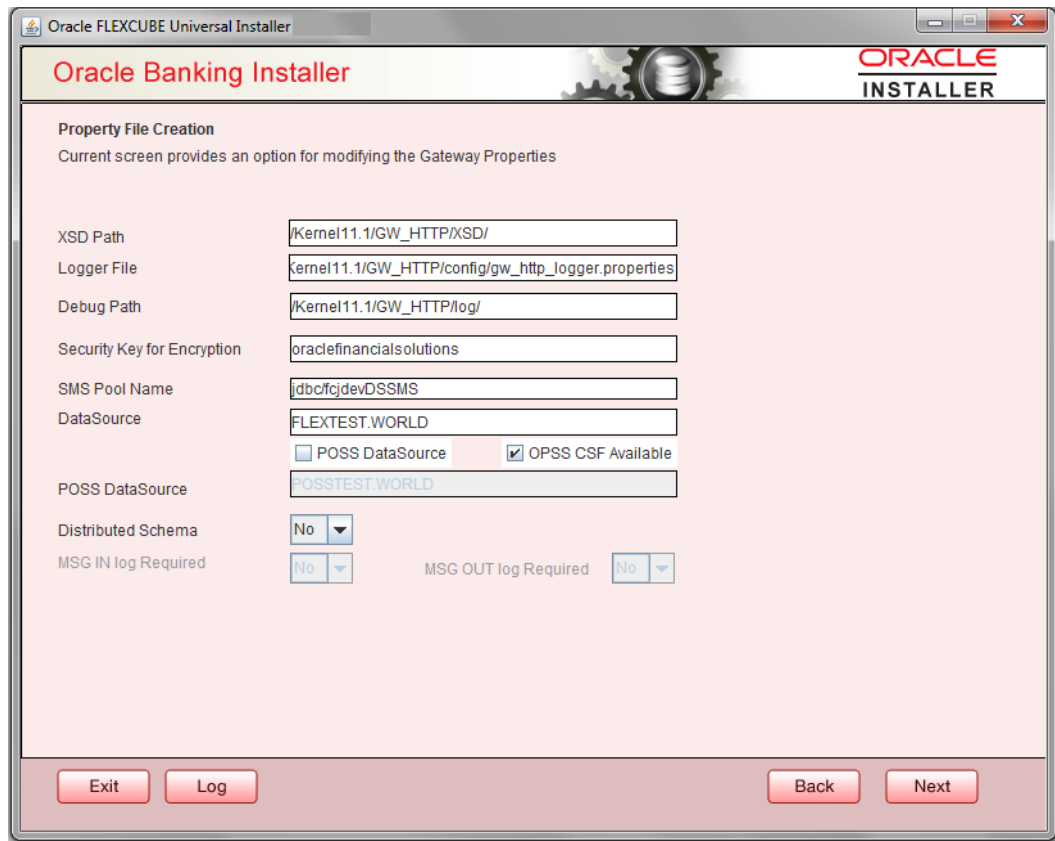 Oracle FLEXCUBE Universal Installer
Oracle Banking Installer
ORACLE
INSTALLER
Property File Creation
Current screen provides an option for modifying the Gateway Properties
XSD Path /Kernel11.1/GW_HTTP/XSD/
Logger File Kernel11.1/GW_HTTP/config/gw_http_logger.properties
Debug Path /Kernel11.1/GW_HTTP/log/
Security Key for Encryption oraclefinancialsolutions
SMS Pool Name jdbc/fcjdevDSSMS
DataSource FLEXTEST.WORLD
POSS DataSource OPSS CSF Available
POSS DataSource POSSTEST.WORLD
Distributed Schema No
MSG IN log Required No MSG OUT log Required No
Exit Log Back Next